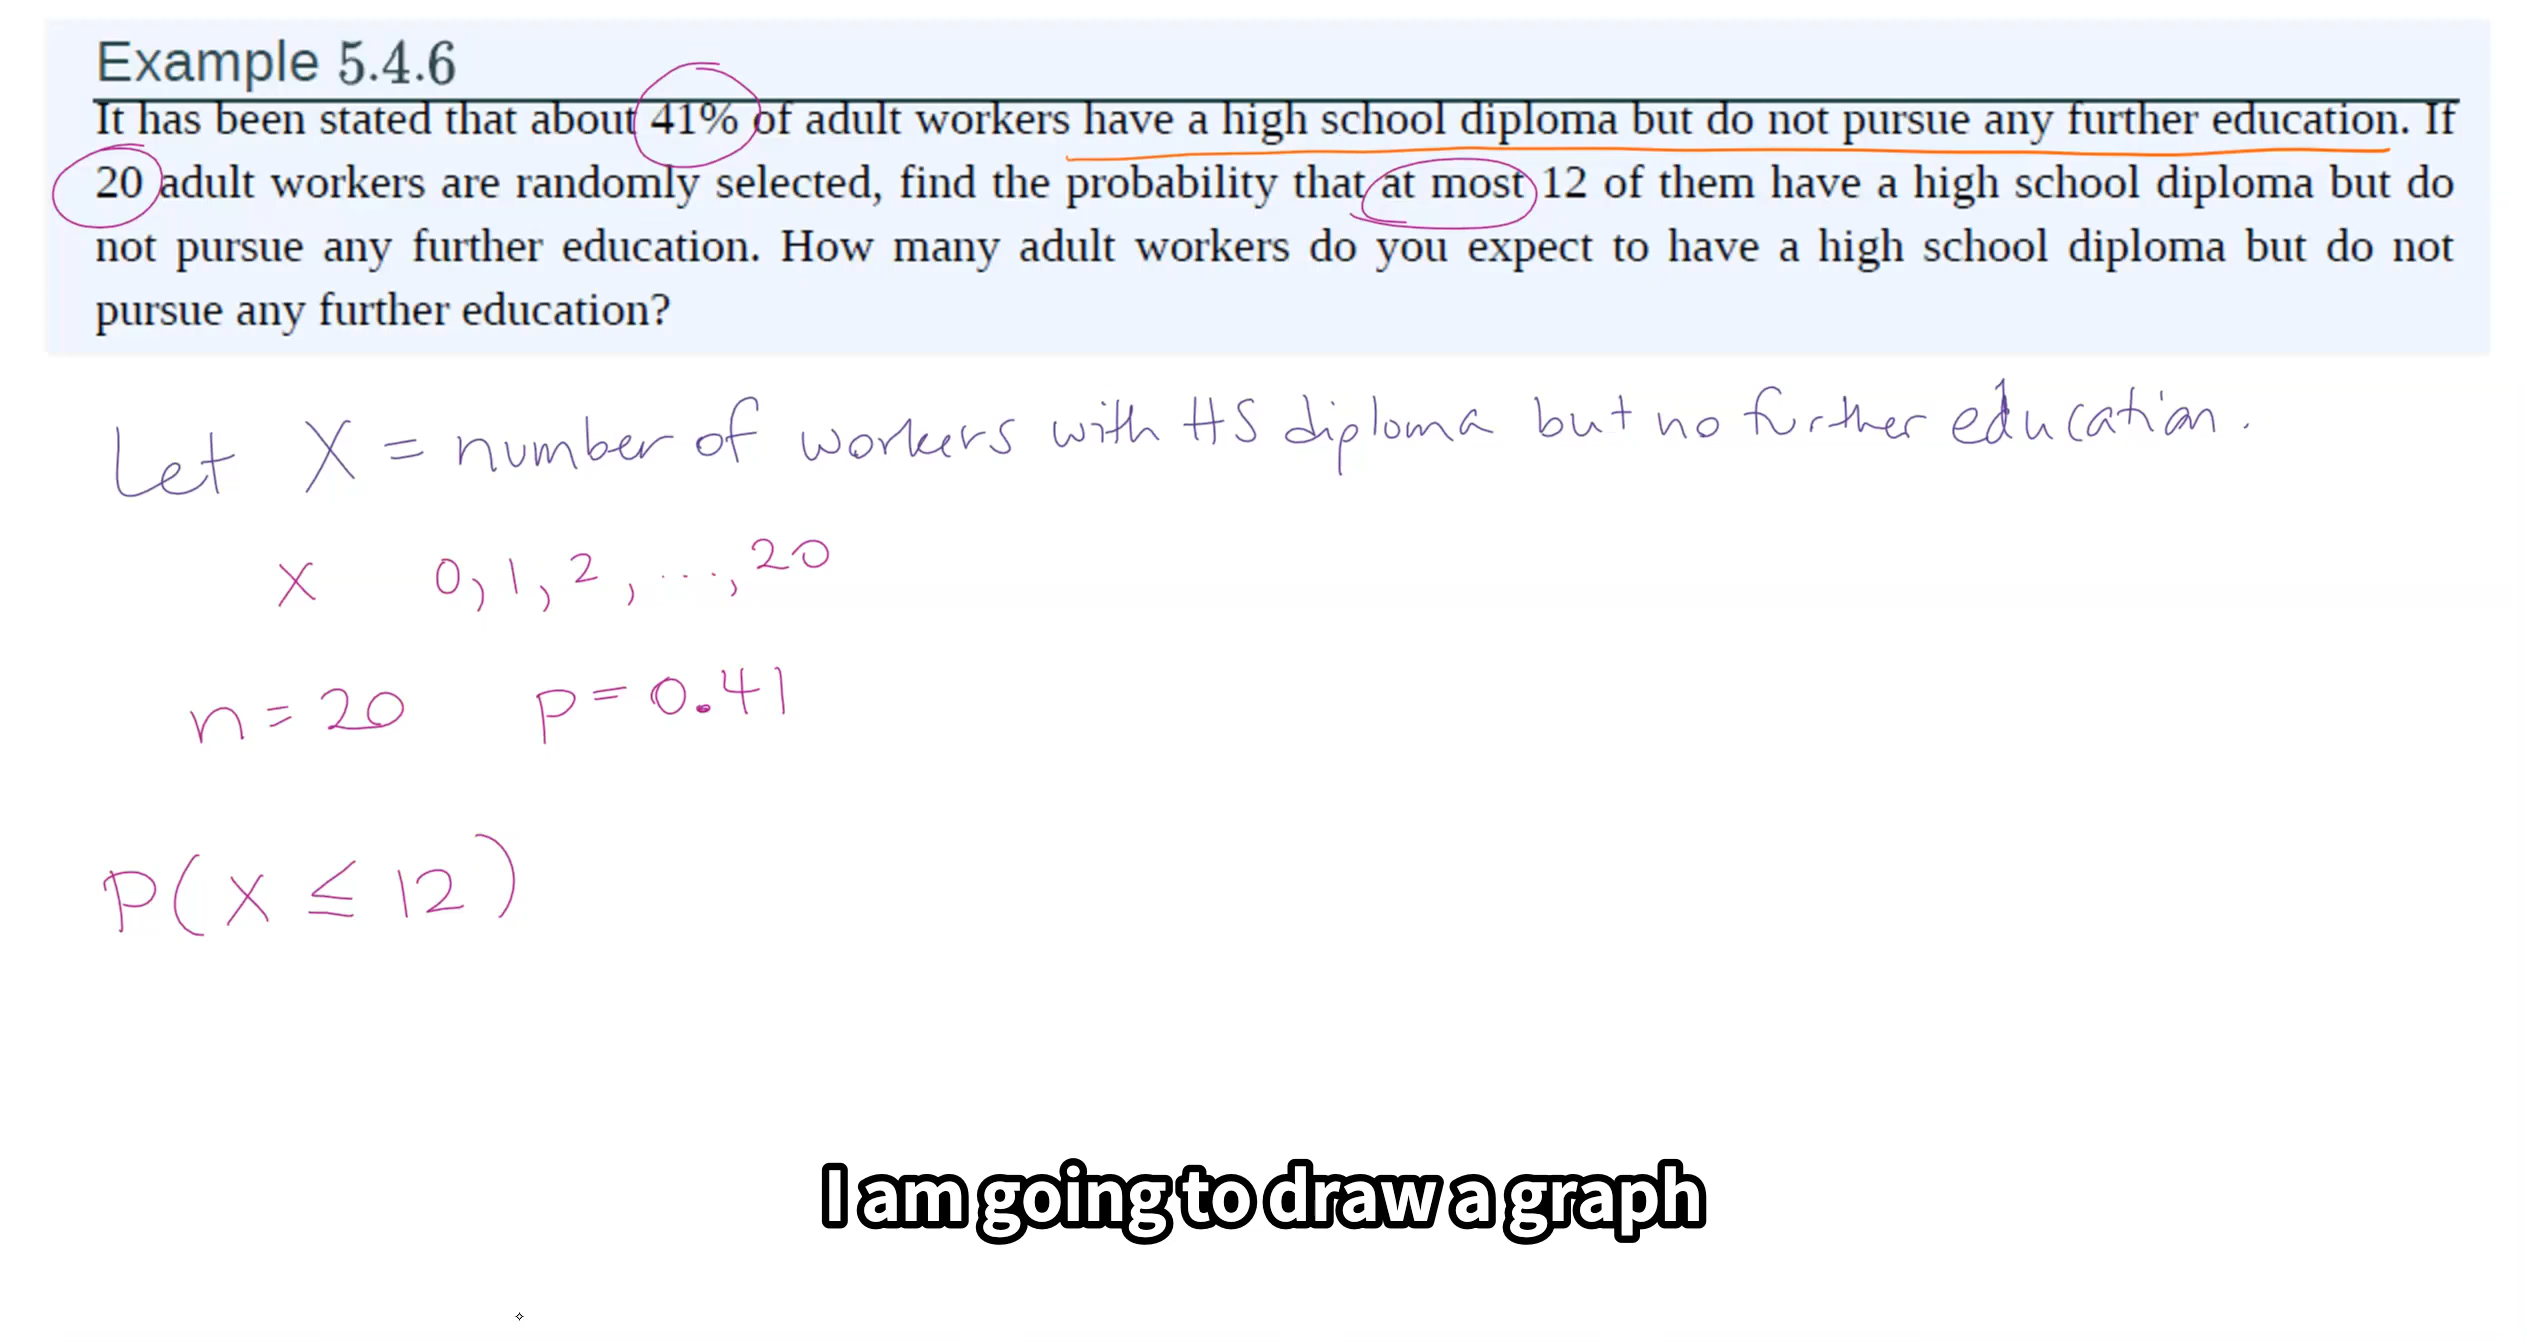 Example 5.4.6
It has been stated that about 41% of adult workers have a high school diploma but do not pursue any further education. If
20 adult workers are randomly selected, find the probability that at most 12 of them have a high school diploma but do
not pursue any further education. How many adult workers do you expect to have a high school diploma but do not
pursue any further education?
Let X = number of workers with HS diploma but no further education.
X 0, 1, 2, ..., 20
n = 20 p = 0.41
P(x ≤ 12)
I am going to draw a graph